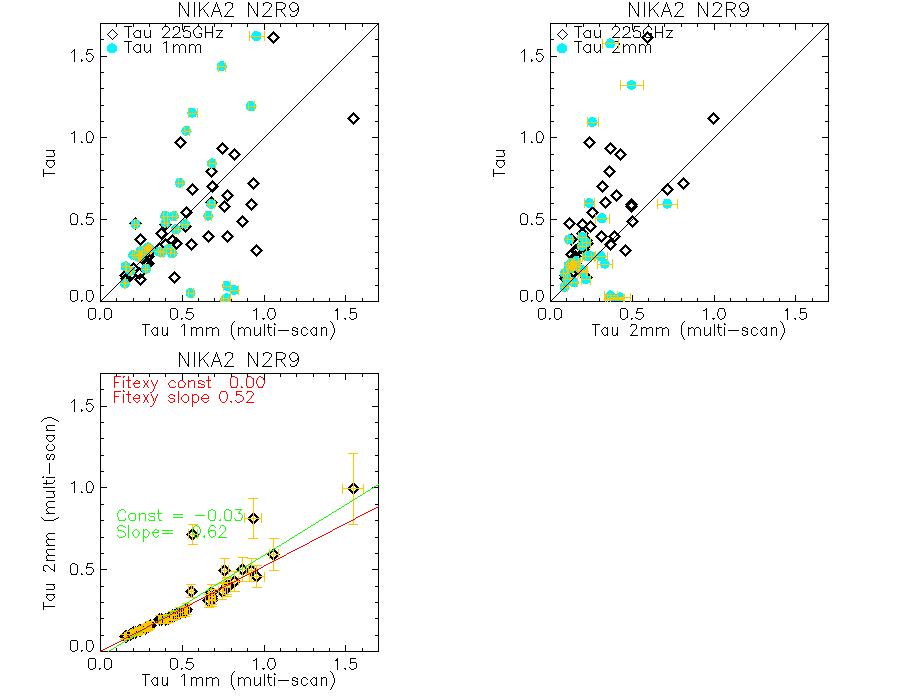 NIKA2 N2R9
Tau 225GHz
Tau 1mm
1.5
1.0
0.5
0.0
Tau
0.0 0.5 1.0 1.5
Tau 1mm (multi-scan)
NIKA2 N2R9
Tau 225GHz
Tau 2mm
1.5
1.0
0.5
0.0
Tau
0.0 0.5 1.0 1.5
Tau 2mm (multi-scan)
NIKA2 N2R9
Fitexy const 0.00
Fitexy slope 0.52
1.5
1.0
Const = -0.03
Slope= 0.62
0.5
0.0
Tau 2mm (multi-scan)
0.0 0.5 1.0 1.5
Tau 1mm (multi-scan)